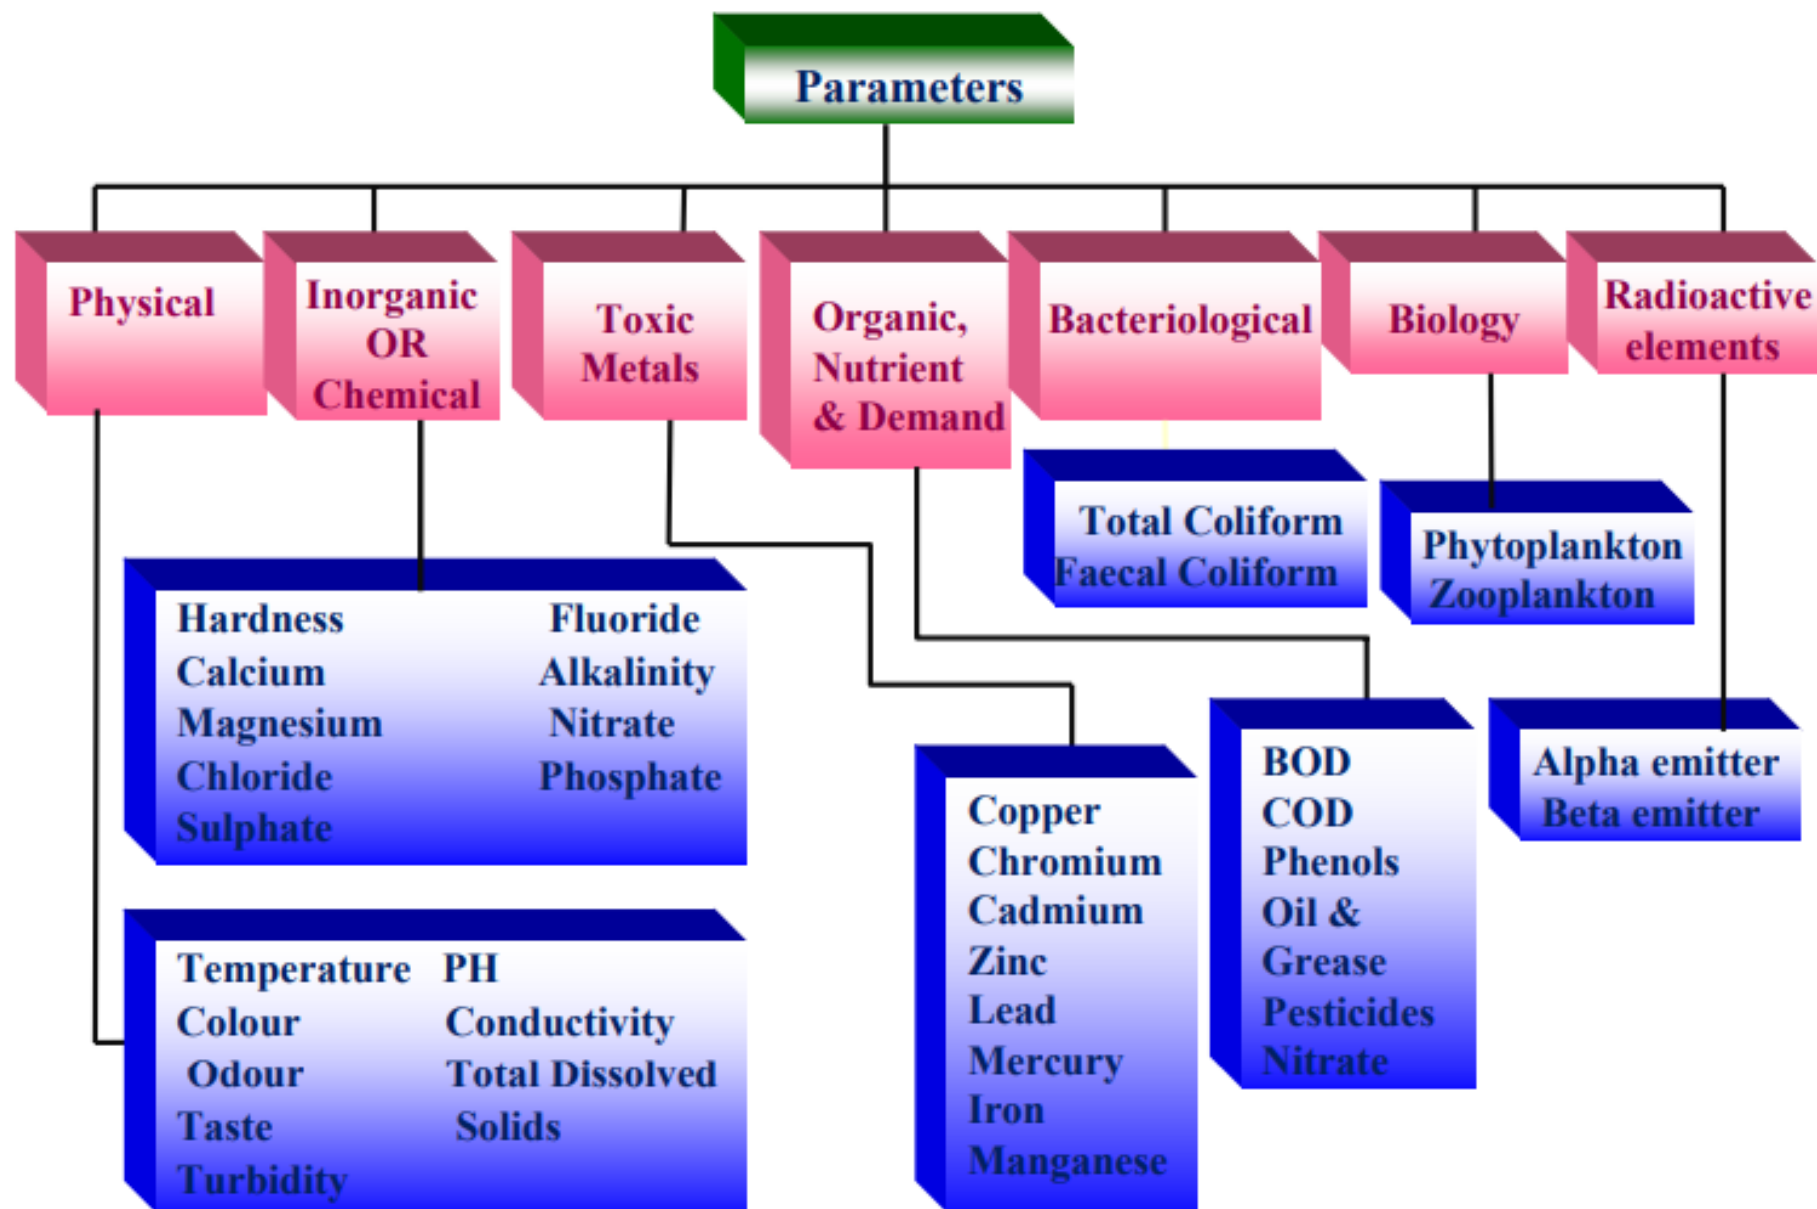 Parameters
Physical
Inorganic
OR
Chemical
Toxic
Metals
Organic,
Nutrient
& Demand
Bacteriological
Biology
Radioactive
elements
Total Coliform
Faecal Coliform
Phytoplankton
Zooplankton
Hardness Fluoride
Calcium Alkalinity
Magnesium Nitrate
Chloride Phosphate
Sulphate
Temperature PH
Colour Conductivity
Odour Total Dissolved
Taste Solids
Turbidity
Copper
Chromium
Cadmium
Zinc
Lead
Mercury
Iron
Manganese
BOD
COD
Phenols
Oil &
Grease
Pesticides
Nitrate
Alpha emitter
Beta emitter